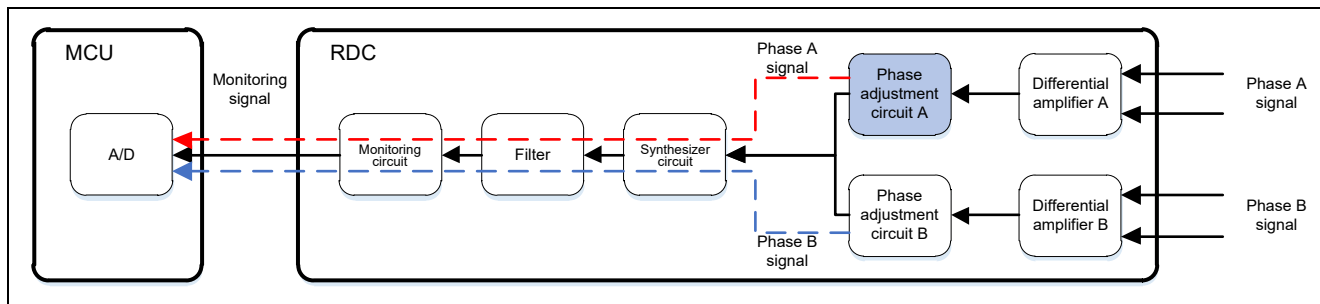 MCU
RDC
Monitoring
signal
A/D
Monitoring
circuit
Filter
Synthesizer
circuit
Phase A
signal
Phase B
signal
Phase
adjustment
circuit A
Differential
amplifier A
Phase A
signal
Phase
adjustment
circuit B
Differential
amplifier B
Phase B
signal